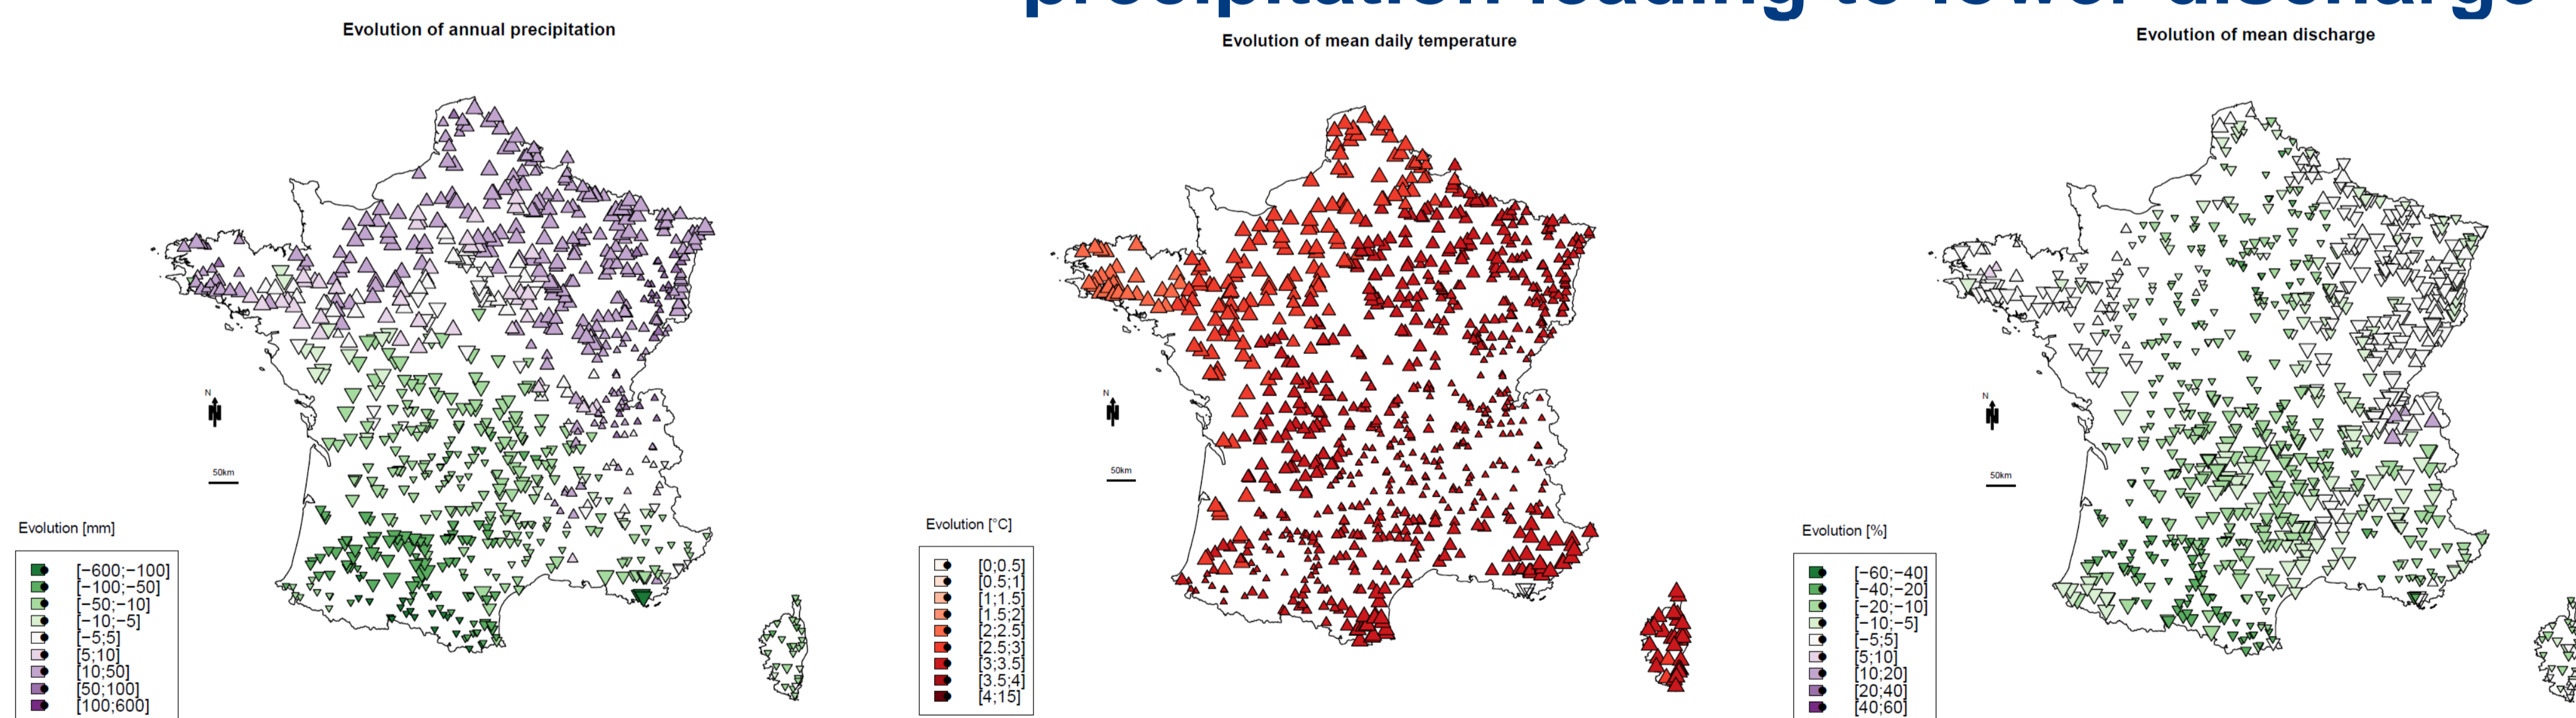 precipitation leading to lower discharge
Evolution of annual precipitation
N
N
50km
Evolution [mm]
[−600;−100]
[−100;−50]
[−50;−10]
[−10;−5]
[−5;5]
[5;10]
[10;50]
[50;100]
[100;600]
Evolution of mean daily temperature
N
N
50km
Evolution [°C]
[0;0.5]
[0.5;1]
[1;1.5]
[1.5;2]
[2;2.5]
[2.5;3]
[3;3.5]
[3.5;4]
[4;15]
Evolution of mean discharge
N
N
50km
Evolution [%]
[−60;−40]
[−40;−20]
[−20;−10]
[−10;−5]
[−5;5]
[5;10]
[10;20]
[20;40]
[40;60]